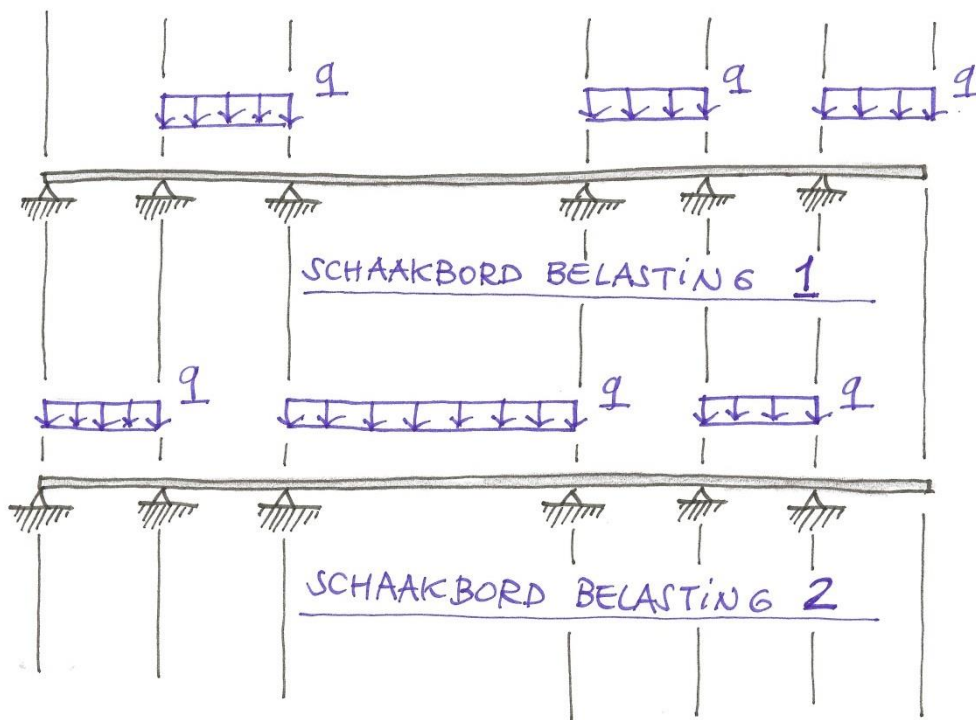 q q q
SCHAAKBORD BELASTING 1
q q q
SCHAAKBORD BELASTING 2